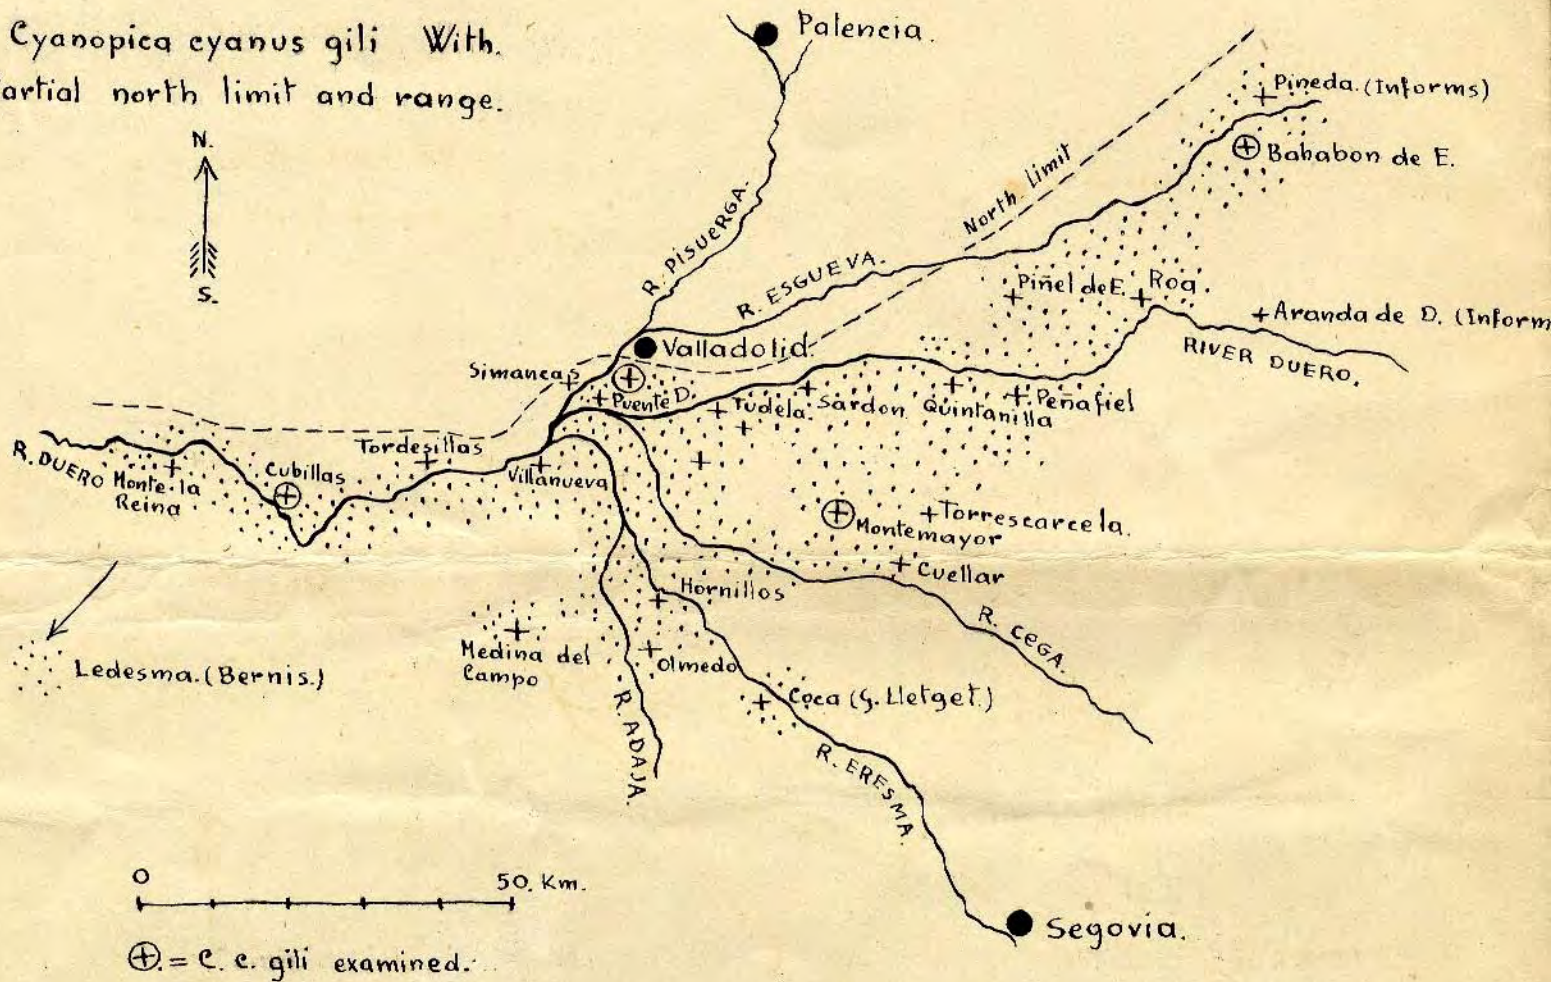 Cyanopica cyanus gili With.
artial north limit and range.
N.
S.
Palencia.
Pineda. (Informs)
Bahabon de E.
North Limit
R. PISUERGA.
R. ESGUEVA.
Piñel de E.
Roa.
Aranda de D. (Inform
RIVER DUERO.
Valladolid.
Simancas
Puente D.
Tudela.
Sardon.
Quintanilla
Peñafiel
Tordesillas
R. DUERO
Monte la
Reina
Cubillas
Villanueva
Montemayor
Torrescarcela.
Cuellar
Hornillos
R. CEGA.
Ledesma. (Bernis.)
Medina del
Campo
Olmedo
Coca (G. Lletget.)
R. ADAJA.
R. ERESMA.
0 50. Km.
Segovia.
= C. c. gili examined.